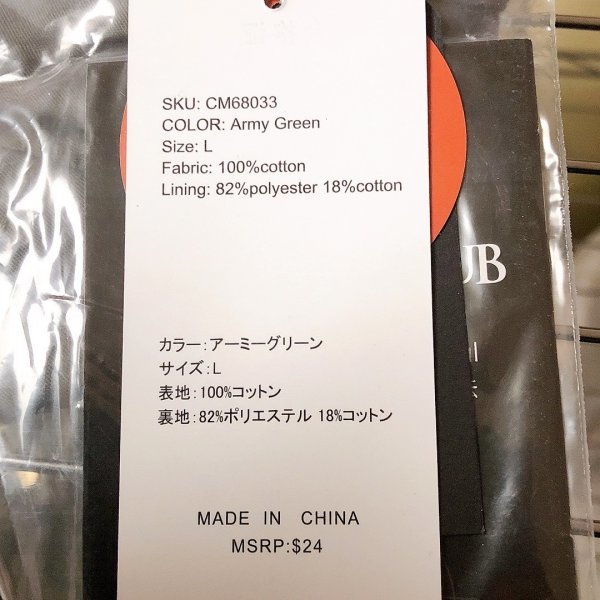 SKU: CM68033
COLOR: Army Green
Size: L
Fabric: 100%cotton
Lining: 82%polyester 18%cotton
UB
カラー:アーミーグリーン
サイズ:L
表地:100%コットン
裏地:82%ポリエステル 18%コットン
MADE IN CHINA
MSRP:$24